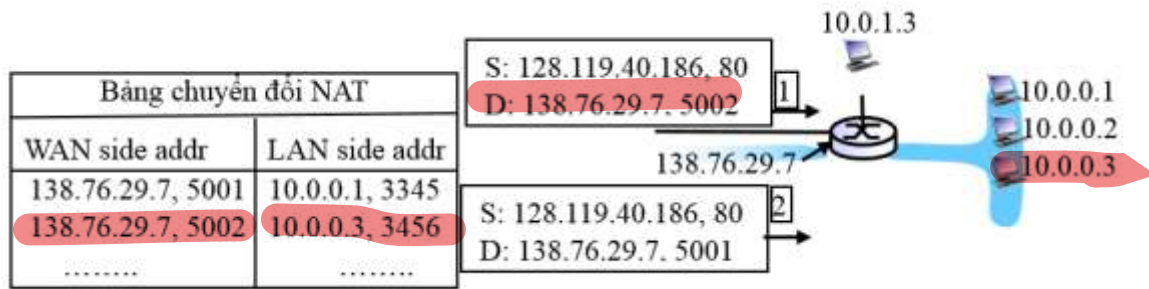 Bảng chuyển đổi NAT
WAN side addr LAN side addr
138.76.29.7, 5001 10.0.0.1, 3345
138.76.29.7, 5002 10.0.0.3, 3456
........ ........
S: 128.119.40.186, 80
D: 138.76.29.7, 5002
1
138.76.29.7
S: 128.119.40.186, 80
D: 138.76.29.7. 5001
2
10.0.1.3
10.0.0.1
10.0.0.2
10.0.0.3